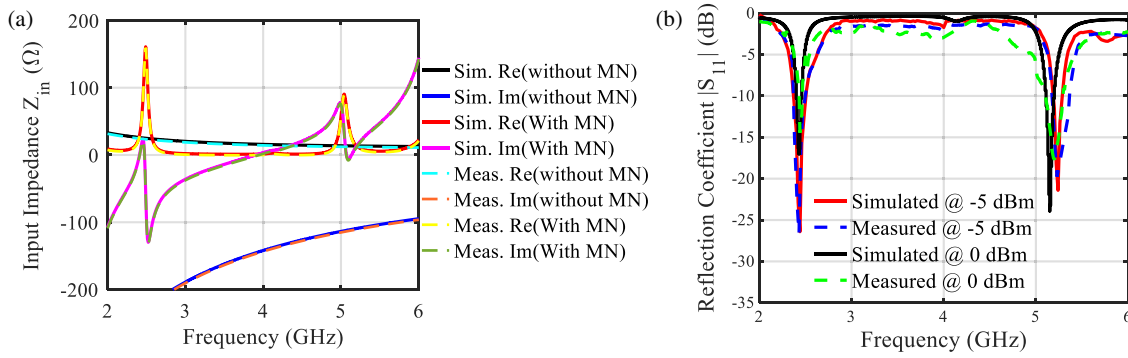 (a)
200
100
0
-100
-200
2
3
4
5
6
Input Impedance Z_in (Ω)
Frequency (GHz)
Sim. Re(without MN)
Sim. Im(without MN)
Sim. Re(With MN)
Sim. Im(With MN)
Meas. Re(without MN)
Meas. Im(without MN)
Meas. Re(With MN)
Meas. Im(With MN)
(b)
0
-5
-10
-15
-20
-25
-30
-35
2
3
4
5
6
Reflection Coefficient |S_11| (dB)
Frequency (GHz)
Simulated @ -5 dBm
Measured @ -5 dBm
Simulated @ 0 dBm
Measured @ 0 dBm